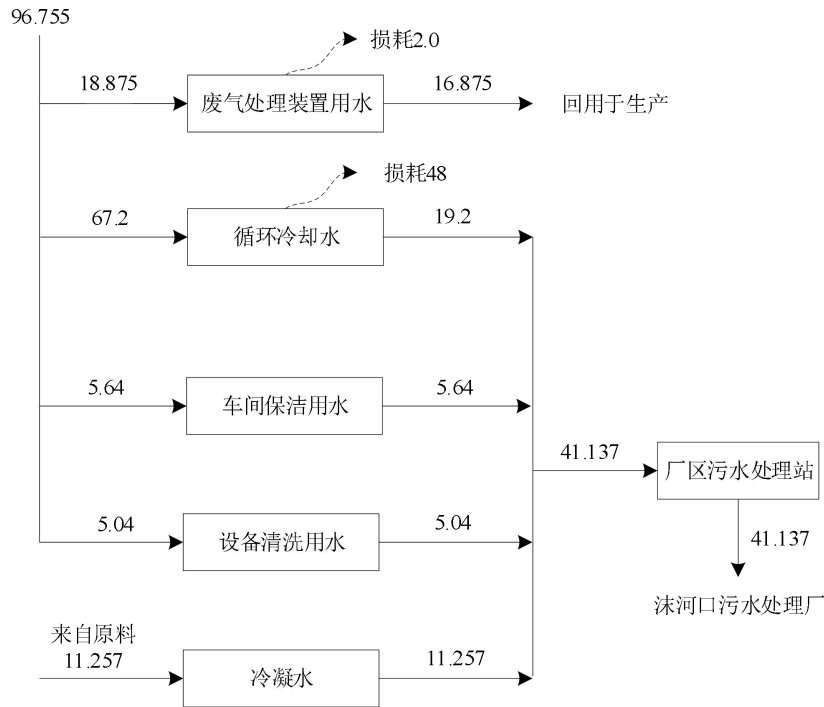 96.755
损耗2.0
18.875
废气处理装置用水
16.875
回用于生产
损耗48
67.2
循环冷却水
19.2
5.64
车间保洁用水
5.64
41.137
厂区污水处理站
5.04
设备清洗用水
5.04
41.137
沫河口污水处理厂
来自原料
11.257
冷凝水
11.257